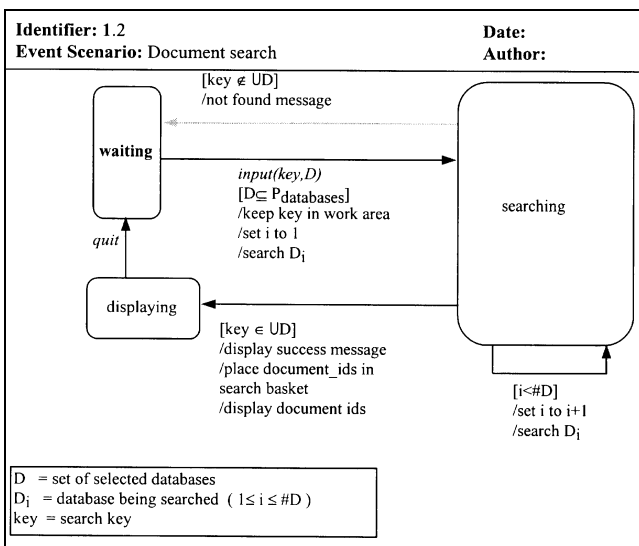 Identifier: 1.2
Date:
Event Scenario: Document search
Author:
[key ∉ UD]
/not found message
waiting
input(key,D)
[D⊆ Pdatabases]
/keep key in work area
/set i to 1
/search Di
searching
quit
displaying
[key ∈ UD]
/display success message
/place document_ids in
search basket
/display document ids
[i<#D]
/set i to i+1
/search Di
D = set of selected databases
Di = database being searched ( 1≤ i ≤ #D )
key = search key